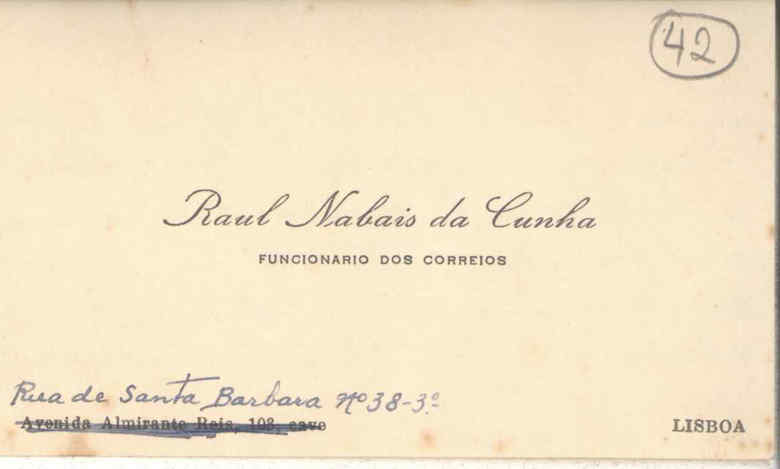 42
Raul Nabais da Cunha
FUNCIONARIO DOS CORREIOS
Rua de Santa Barbara Nº 38-3º
Avenida Almirante Reis, 103, cave
LISBOA